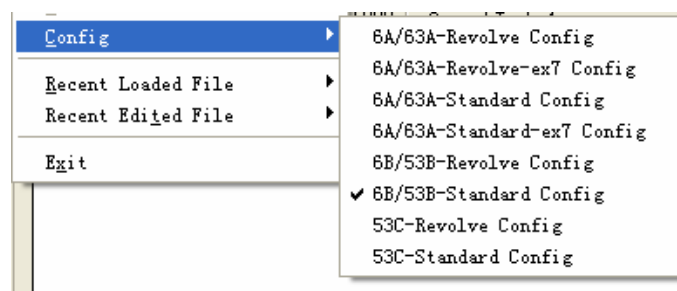 Config
Recent Loaded File
Recent Edited File
Exit
6A/63A-Revolve Config
6A/63A-Revolve-ex7 Config
6A/63A-Standard Config
6A/63A-Standard-ex7 Config
6B/53B-Revolve Config
6B/53B-Standard Config
53C-Revolve Config
53C-Standard Config